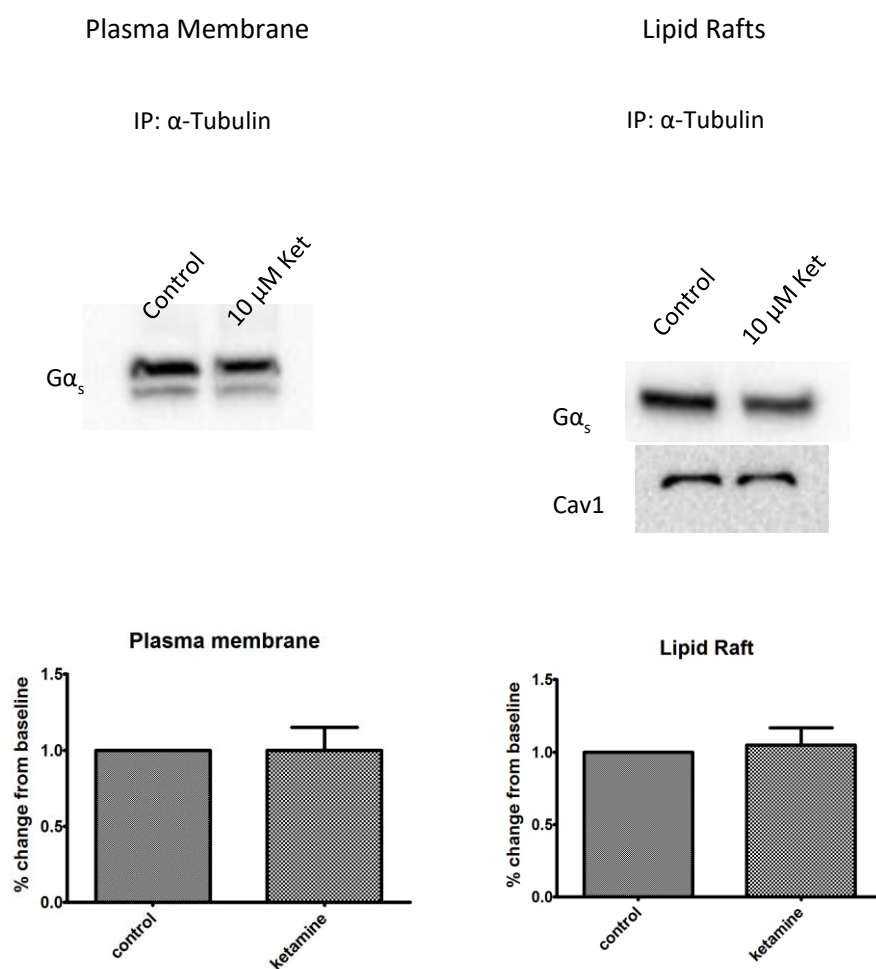 Plasma Membrane
IP: α-Tubulin
Control
10 μM Ket
Gαs
Plasma membrane
% change from baseline
1.5
1.0
0.5
0.0
control
ketamine
Lipid Rafts
IP: α-Tubulin
Control
10 μM Ket
Gαs
Cav1
Lipid Raft
% change from baseline
1.5
1.0
0.5
0.0
control
ketamine